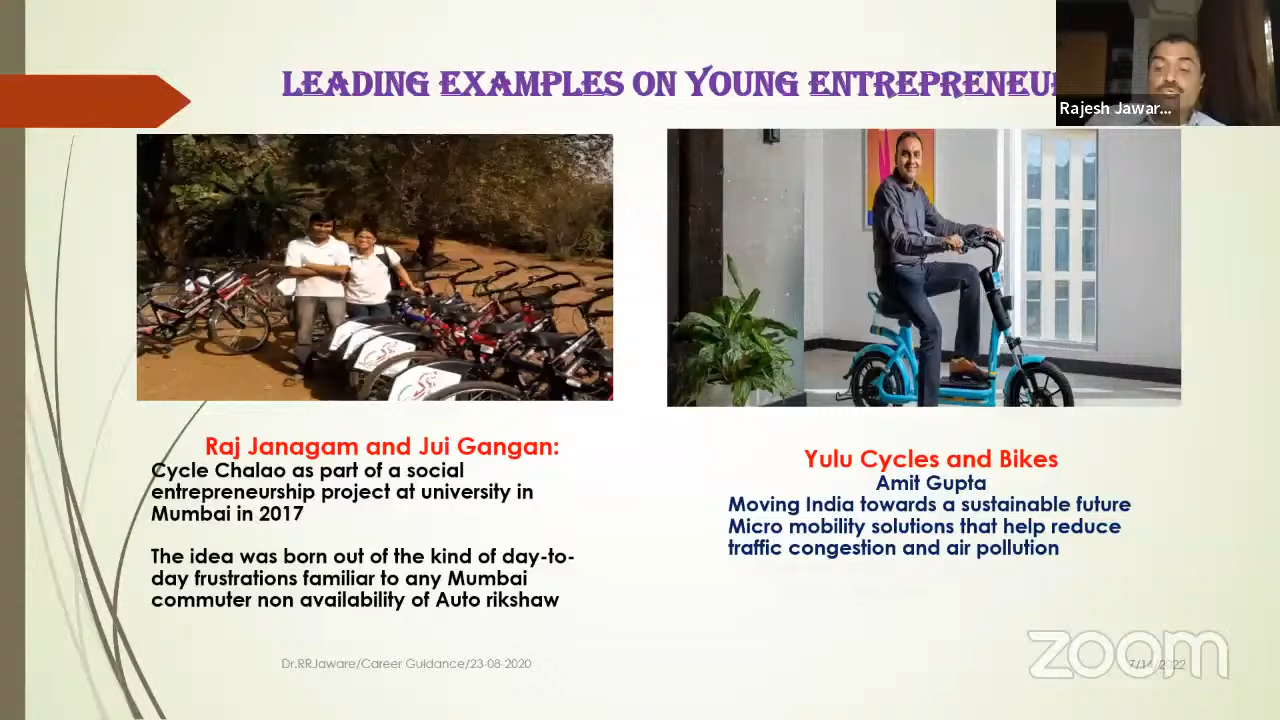 LEADING EXAMPLES ON YOUNG ENTREPRENEU
Rajesh Jawar...
Raj Janagam and Jui Gangan:
Cycle Chalao as part of a social
entrepreneurship project at university in
Mumbai in 2017
The idea was born out of the kind of day-to-
day frustrations familiar to any Mumbai
commuter non availability of Auto rikshaw
Yulu Cycles and Bikes
Amit Gupta
Moving India towards a sustainable future
Micro mobility solutions that help reduce
traffic congestion and air pollution
Dr.RRJaware/Career Guidance/23-08-2020
zoom